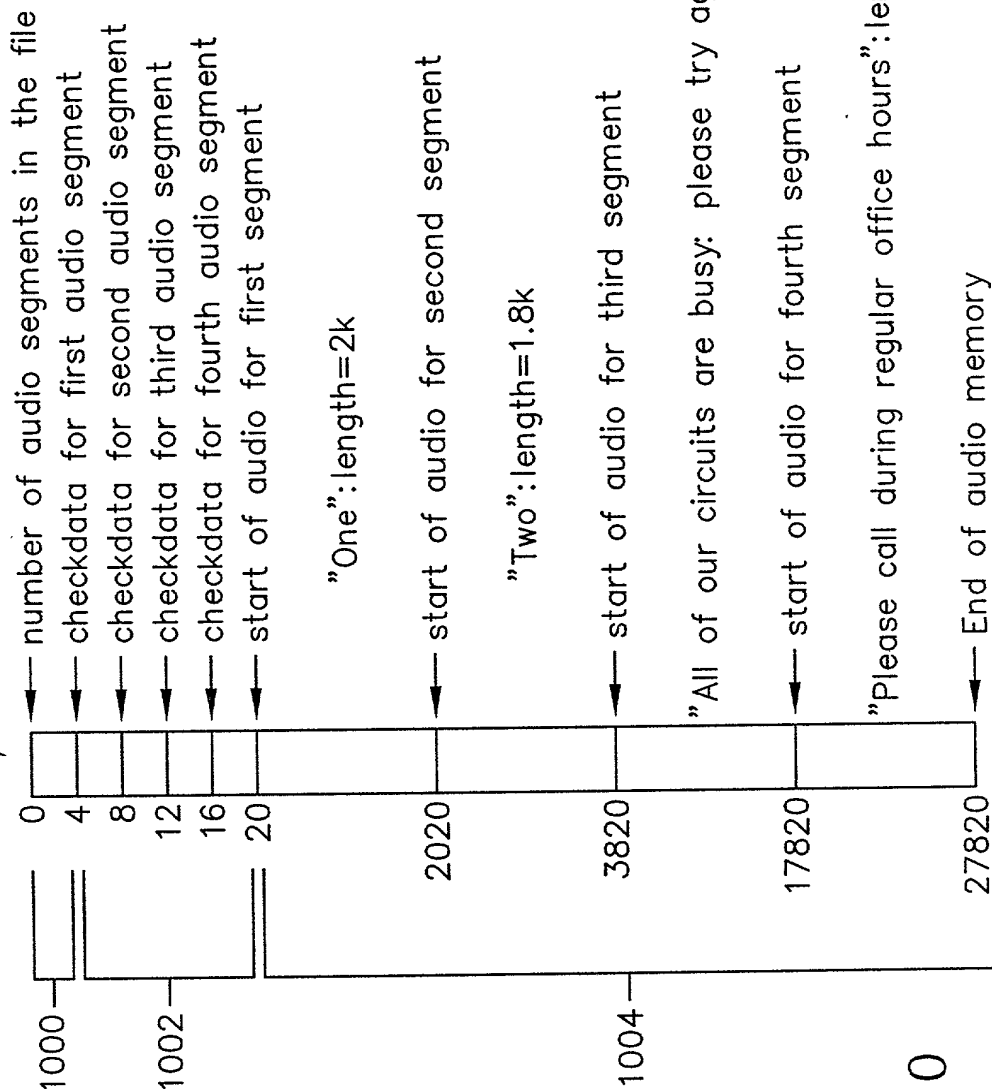 0 number of audio segments in the file
1000
4 checkdata for first audio segment
8 checkdata for second audio segment
12 checkdata for third audio segment
1002
16 checkdata for fourth audio segment
20 start of audio for first segment
"One":length=2k
2020 start of audio for second segment
"Two":length=1.8k
3820 start of audio for third segment
1004
"All of our circuits are busy: please try
17820 start of audio for fourth segment
"Please call during regular office hours":
27820 End of audio memory